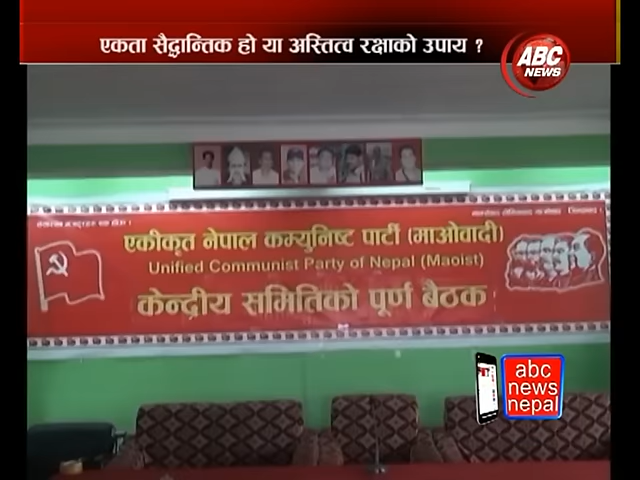 एकता सैद्धान्तिक हो या अस्तित्व रक्षाको उपाय ?
ABC
NEWS
एकीकृत नेपाल कम्युनिष्ट पार्टी (माओवादी)
Unified Communist Party of Nepal (Maoist)
केन्द्रीय समितिको पूर्ण बैठक
abc
news
nepal